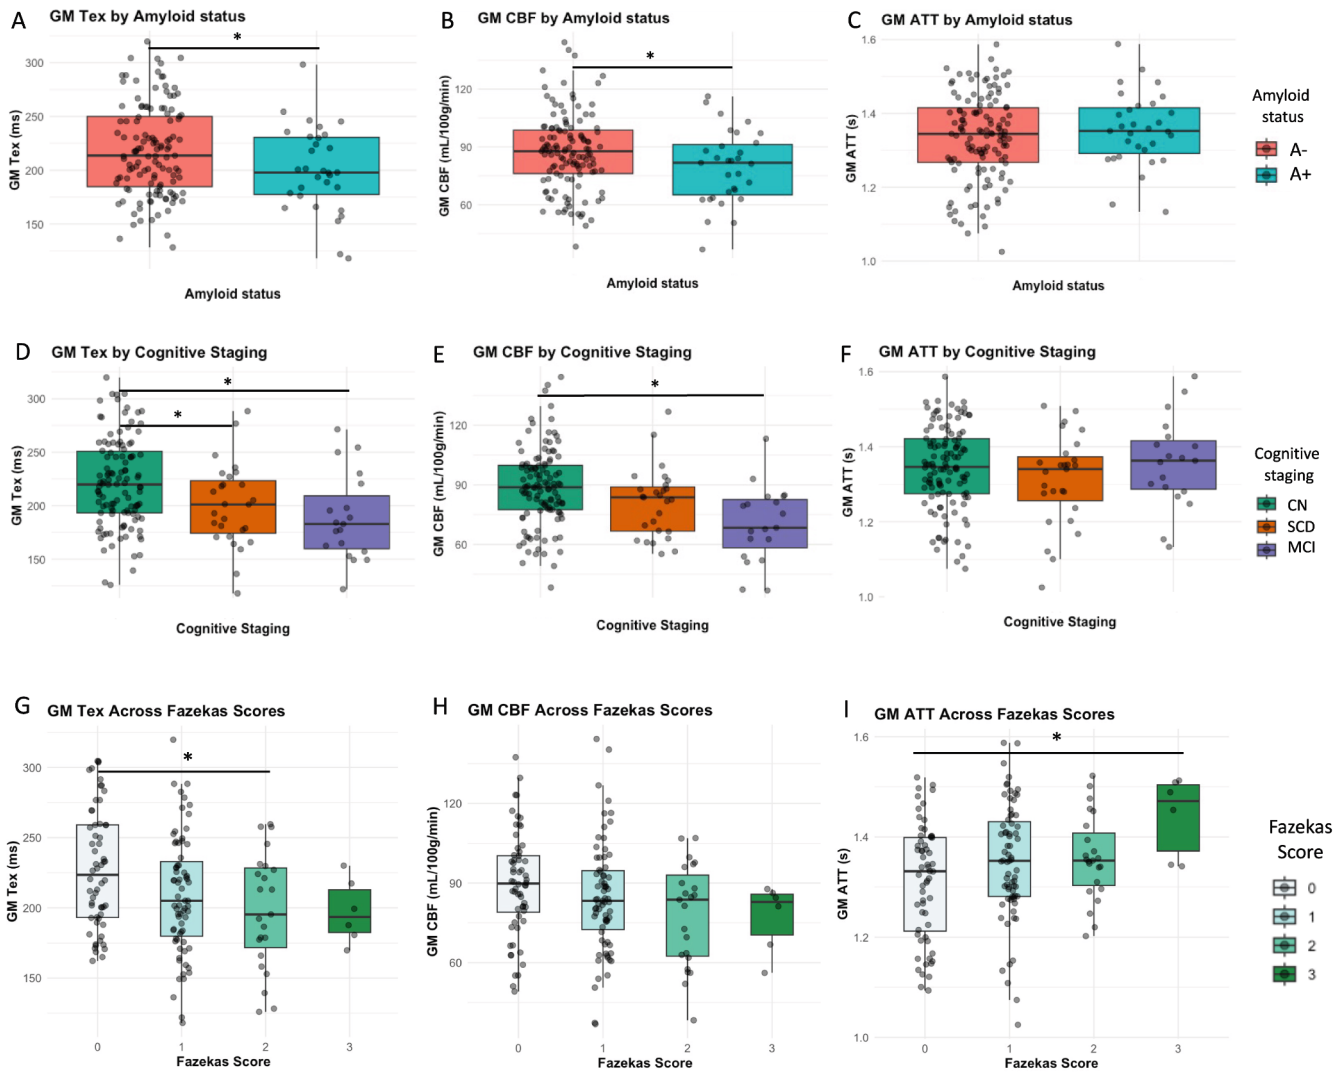 A GM Tex by Amyloid status
*
GM Tex (ms)
300
250
200
150
Amyloid status
B GM CBF by Amyloid status
*
GM CBF (mL/100g/min)
120
90
60
Amyloid status
C GM ATT by Amyloid status
GM ATT (s)
1.6
1.4
1.2
1.0
Amyloid status
Amyloid
status
A-
A+
D GM Tex by Cognitive Staging
*
*
GM Tex (ms)
300
250
200
150
Cognitive Staging
E GM CBF by Cognitive Staging
*
GM CBF (mL/100g/min)
120
90
60
Cognitive Staging
F GM ATT by Cognitive Staging
GM ATT (s)
1.6
1.4
1.2
1.0
Cognitive Staging
Cognitive
staging
CN
SCD
MCI
G GM Tex Across Fazekas Scores
*
GM Tex (ms)
300
250
200
150
0 1 2 3
Fazekas Score
H GM CBF Across Fazekas Scores
GM CBF (mL/100g/min)
120
90
60
0 1 2 3
Fazekas Score
I GM ATT Across Fazekas Scores
*
GM ATT (s)
1.6
1.4
1.2
1.0
0 1 2 3
Fazekas Score
Fazekas
Score
0
1
2
3